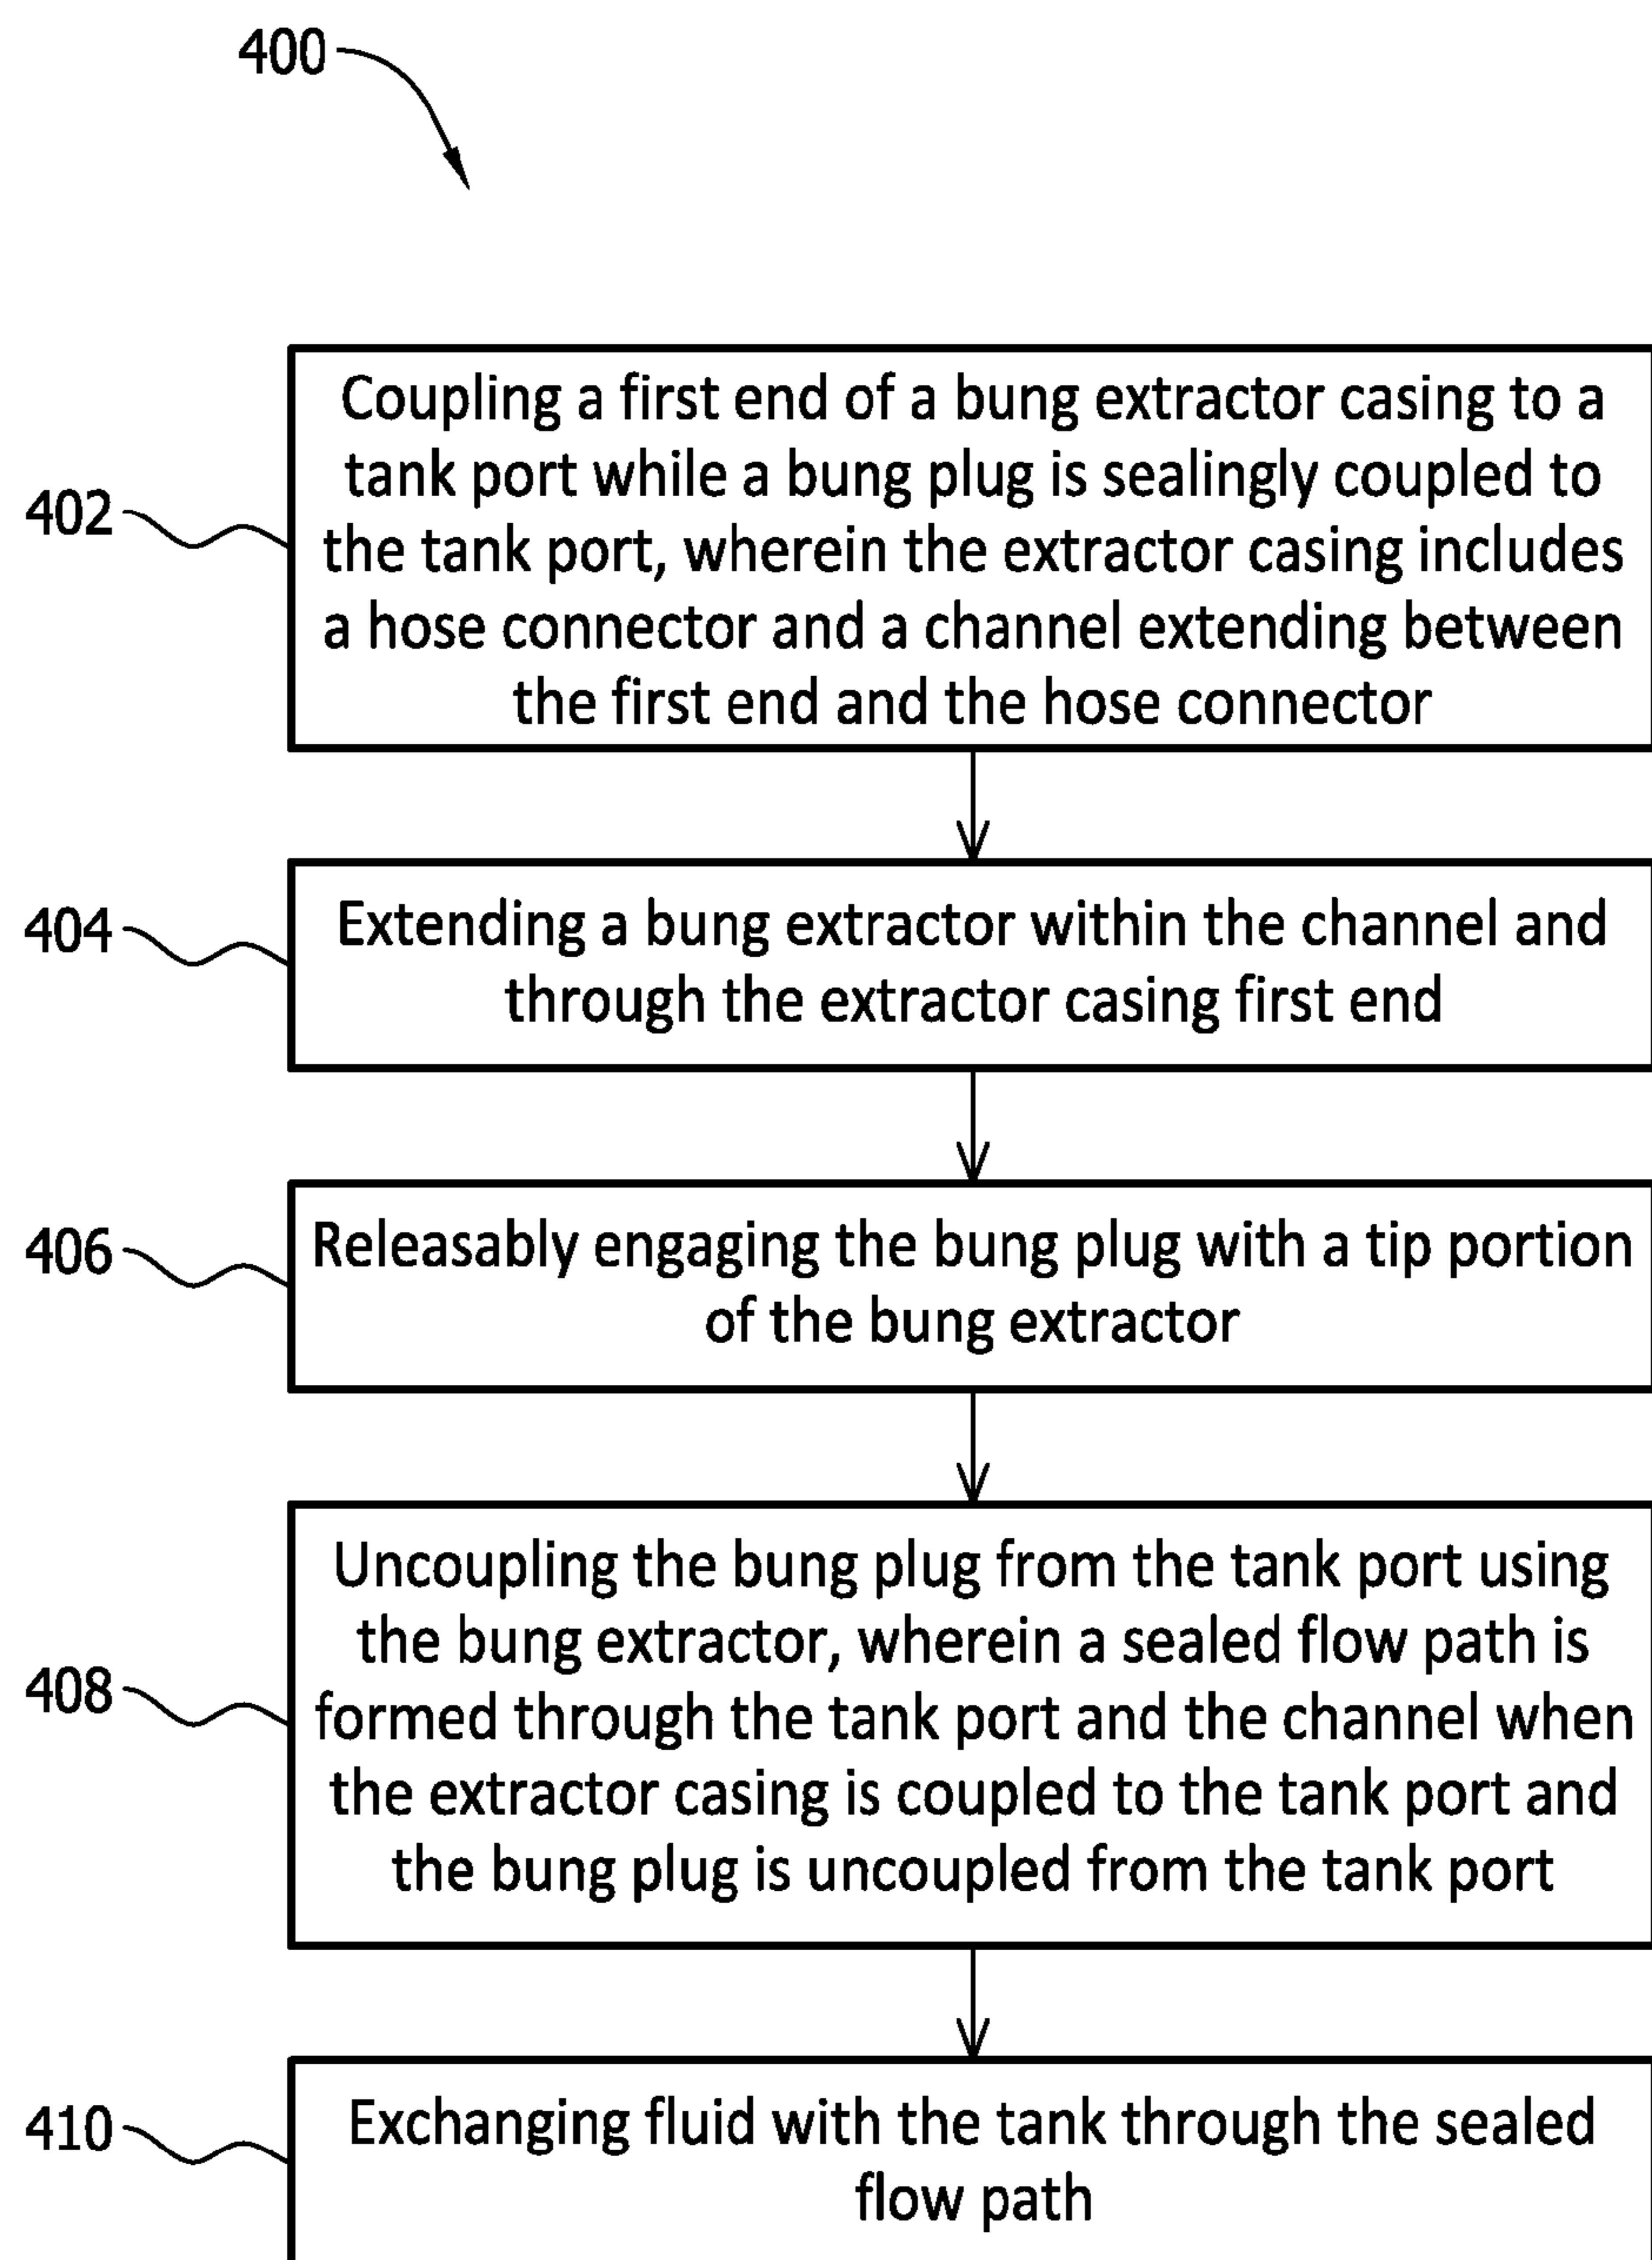 400
402
Coupling a first end of a bung extractor casing to a
tank port while a bung plug is sealingly coupled to
the tank port, wherein the extractor casing includes
a hose connector and a channel extending between
the first end and the hose connector
404
Extending a bung extractor within the channel and
through the extractor casing first end
406
Releasably engaging the bung plug with a tip portion
of the bung extractor
408
Uncoupling the bung plug from the tank port using
the bung extractor, wherein a sealed flow path is
formed through the tank port and the channel when
the extractor casing is coupled to the tank port and
the bung plug is uncoupled from the tank port
410
Exchanging fluid with the tank through the sealed
flow path